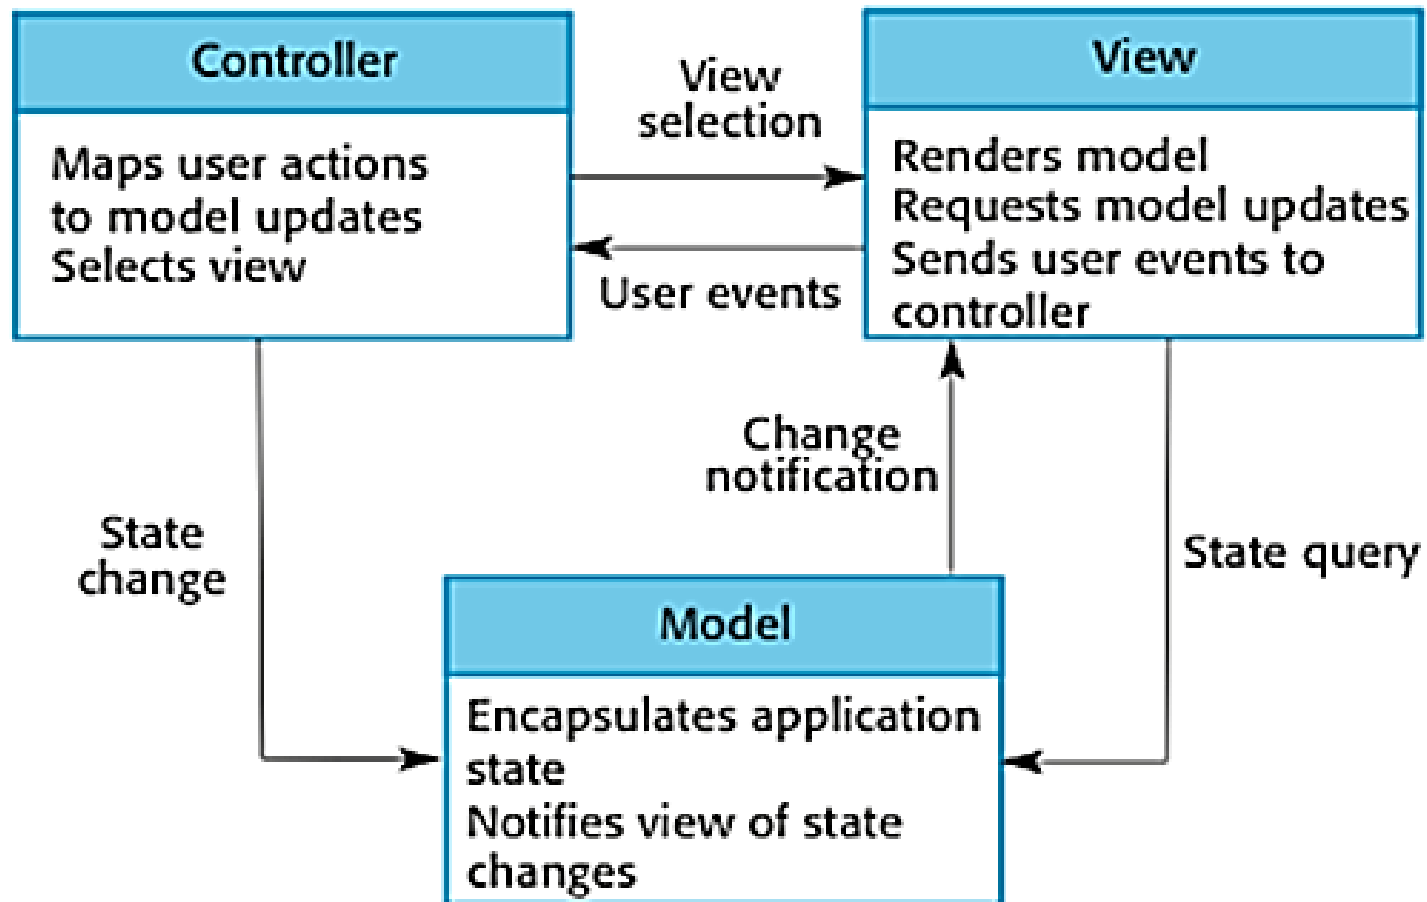 Controller
Maps user actions
to model updates
Selects view
View
selection
User events
View
Renders model
Requests model updates
Sends user events to
controller
Change
notification
State
change
State query
Model
Encapsulates application
state
Notifies view of state
changes